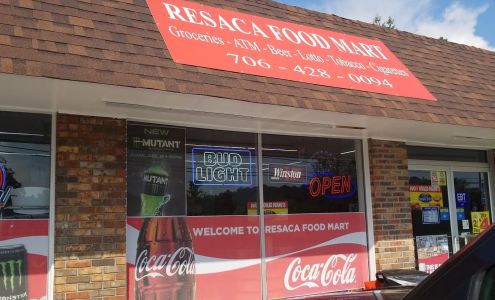 RESACA FOOD MART
Groceries - ATM - Beer - Lotto - Tobacco - Cigarettes
706 - 428 - 0094
NEW
MUTANT
BUD
LIGHT
Winston
OPEN
MUTANT
WELCOME TO RESACA FOOD MART
Coca-Cola
Coca-Cola
MONSTER